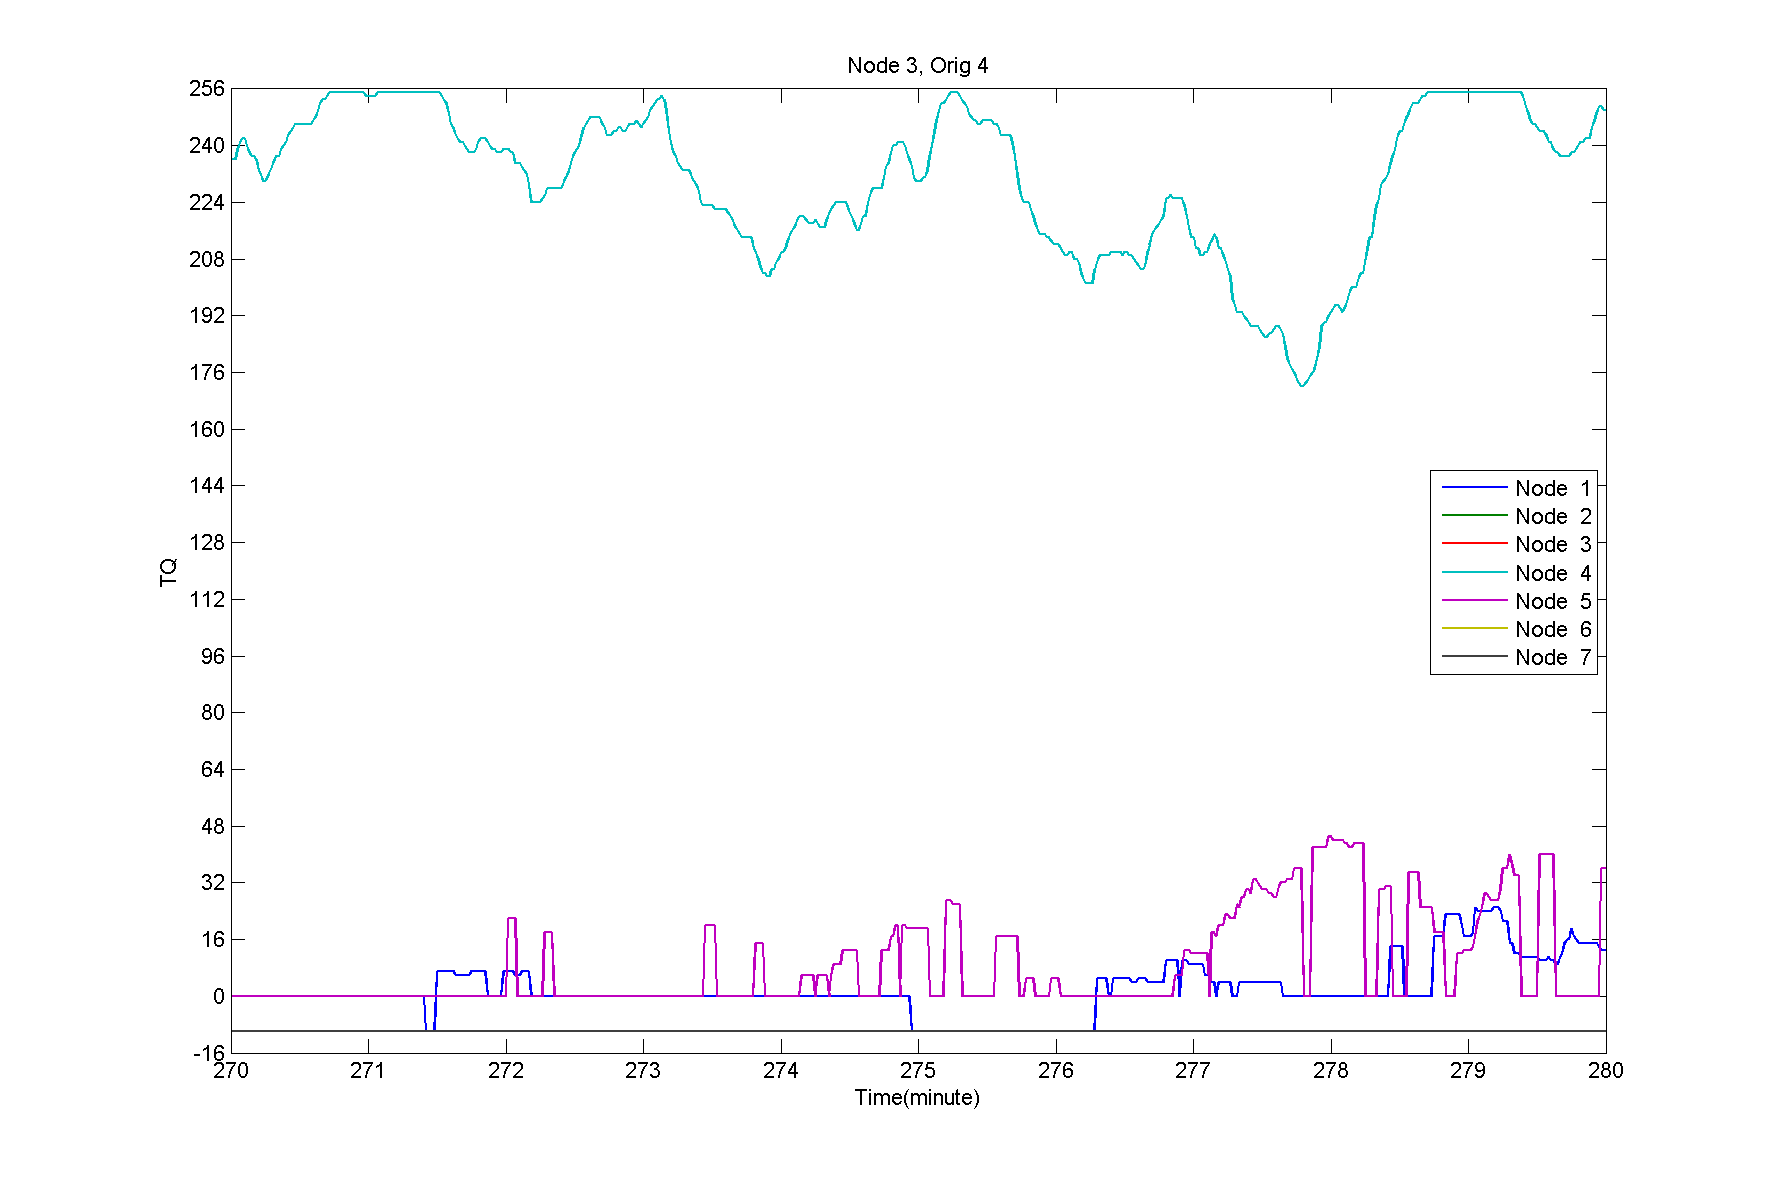 Node 3, Orig 4
256
240
224
208
192
176
160
144
128
112
96
80
64
48
32
16
0
-16
TQ
Node 1
Node 2
Node 3
Node 4
Node 5
Node 6
Node 7
270 271 272 273 274 275 276 277 278 279 280
Time(minute)